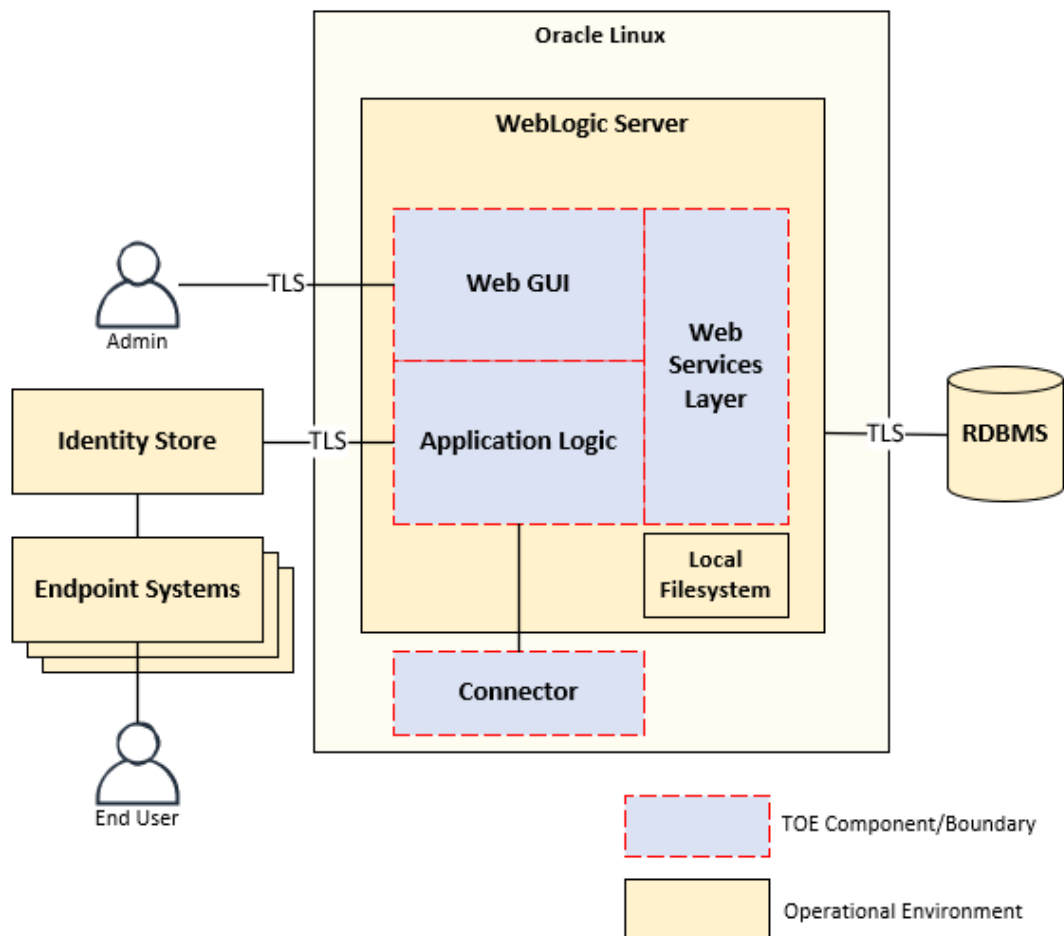 Oracle Linux
WebLogic Server
Web GUI
Web
Services
Layer
TLS
Admin
Identity Store
TLS
Application Logic
TLS
RDBMS
Endpoint Systems
Local
Filesystem
Connector
End User
TOE Component/Boundary
Operational Environment